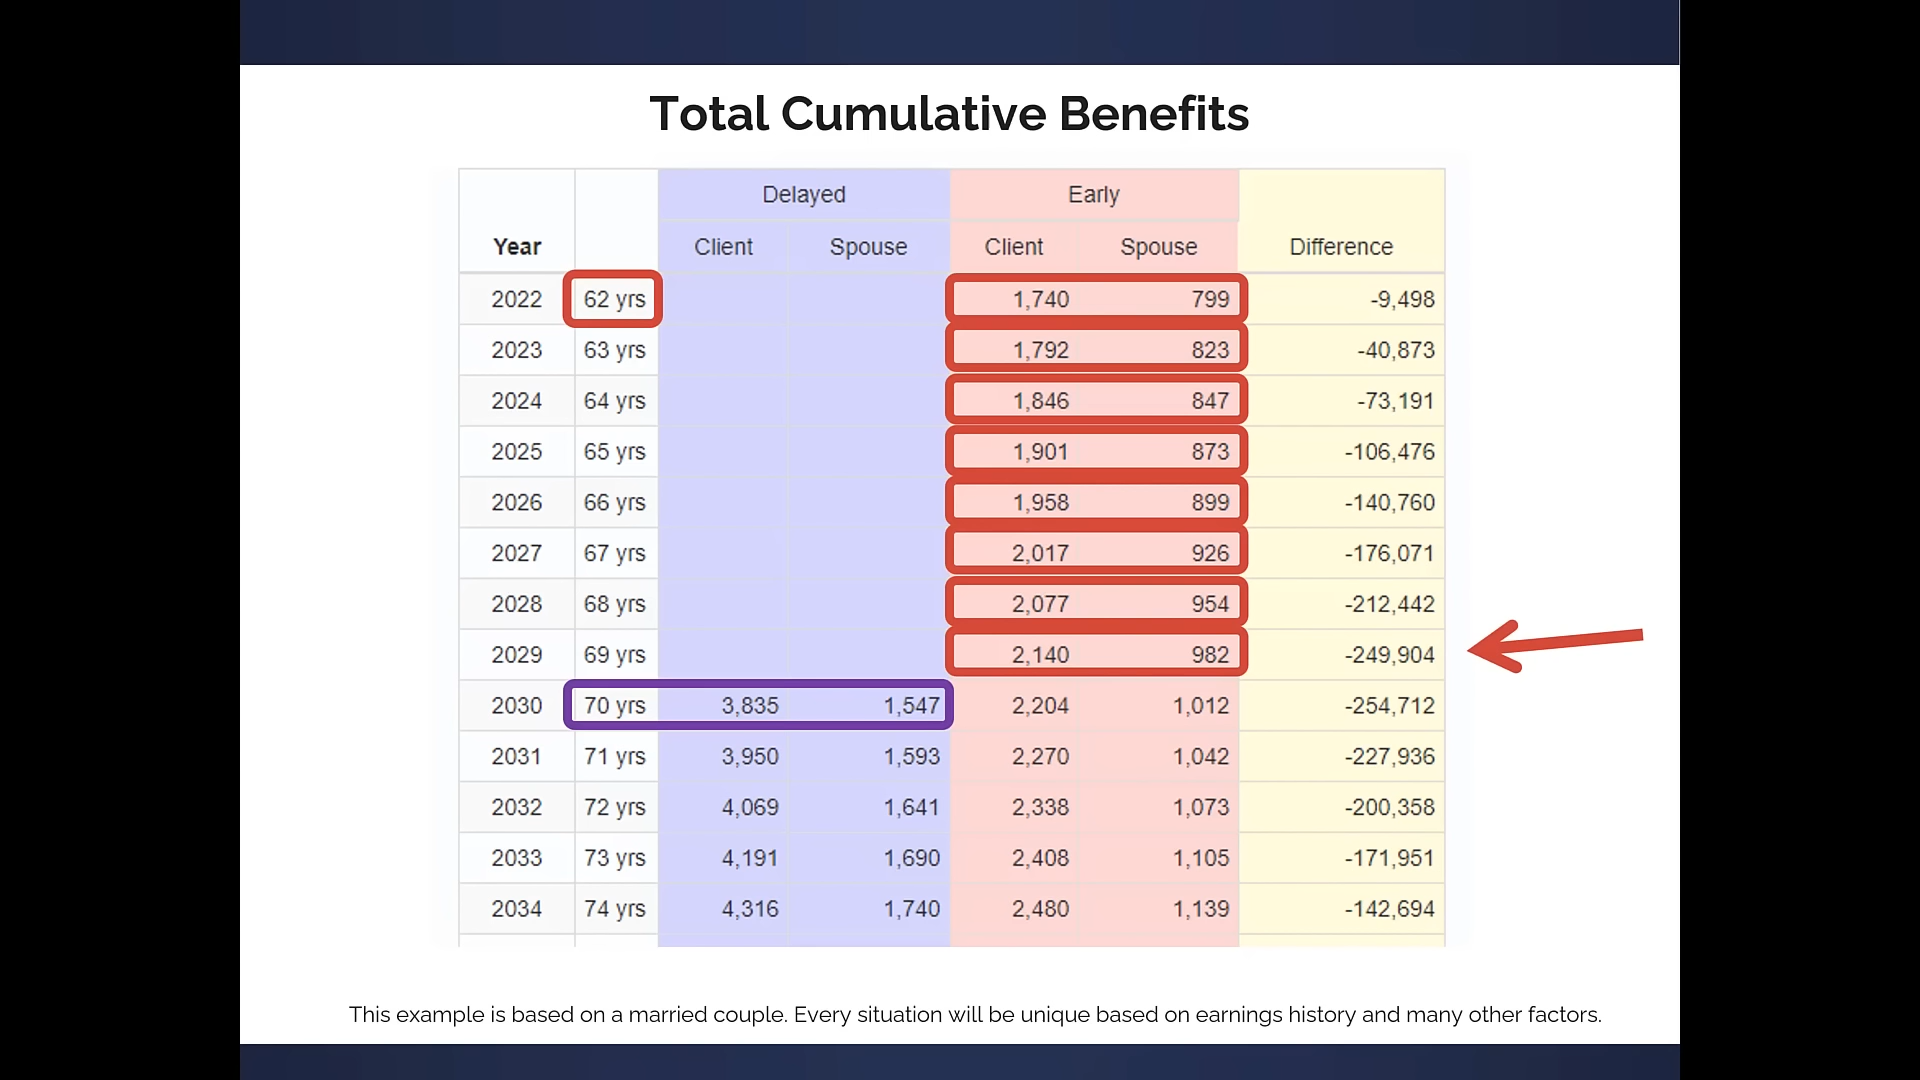 Total Cumulative Benefits
Delayed Early
Year Client Spouse Client Spouse Difference
2022 62 yrs 1,740 799 -9,498
2023 63 yrs 1,792 823 -40,873
2024 64 yrs 1,846 847 -73,191
2025 65 yrs 1,901 873 -106,476
2026 66 yrs 1,958 899 -140,760
2027 67 yrs 2,017 926 -176,071
2028 68 yrs 2,077 954 -212,442
2029 69 yrs 2,140 982 -249,904
2030 70 yrs 3,835 1,547 2,204 1,012 -254,712
2031 71 yrs 3,950 1,593 2,270 1,042 -227,936
2032 72 yrs 4,069 1,641 2,338 1,073 -200,358
2033 73 yrs 4,191 1,690 2,408 1,105 -171,951
2034 74 yrs 4,316 1,740 2,480 1,139 -142,694
This example is based on a married couple. Every situation will be unique based on earnings history and many other factors.